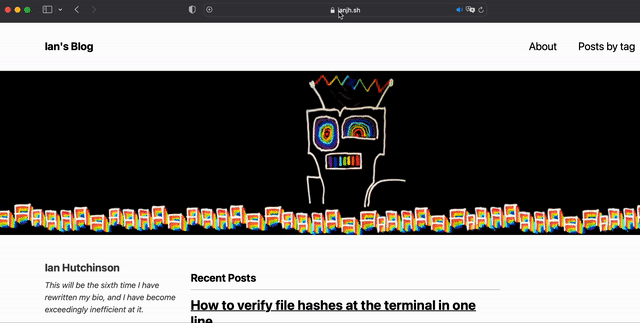 ianjh.sh
Ian's Blog
About
Posts by tag
Ian Hutchinson
This will be the sixth time I have
rewritten my bio, and I have become
exceedingly inefficient at it.
Recent Posts
How to verify file hashes at the terminal in one
line